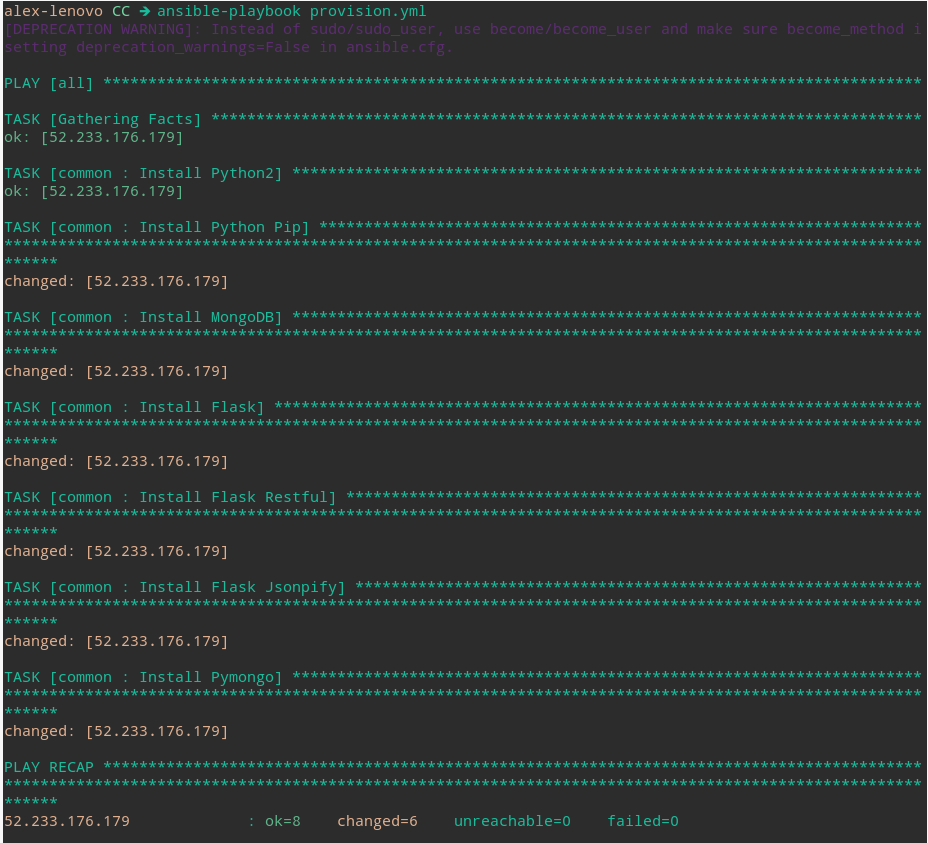 alex-lenovo CC → ansible-playbook provision.yml
[DEPRECATION WARNING]: Instead of sudo/sudo_user, use become/become_user and make sure become_method i
setting deprecation_warnings=False in ansible.cfg.
PLAY [all] *******************************************************************************************
TASK [Gathering Facts] *******************************************************************************
ok: [52.233.176.179]
TASK [common : Install Python2] **********************************************************************
ok: [52.233.176.179]
TASK [common : Install Python Pip] *******************************************************************
******************************************************************************************************
******
changed: [52.233.176.179]
TASK [common : Install MongoDB] **********************************************************************
******************************************************************************************************
******
changed: [52.233.176.179]
TASK [common : Install Flask] ************************************************************************
******************************************************************************************************
******
changed: [52.233.176.179]
TASK [common : Install Flask Restful] ****************************************************************
******************************************************************************************************
******
changed: [52.233.176.179]
TASK [common : Install Flask Jsonpify] ***************************************************************
******************************************************************************************************
******
changed: [52.233.176.179]
TASK [common : Install Pymongo] **********************************************************************
******************************************************************************************************
******
changed: [52.233.176.179]
PLAY RECAP *******************************************************************************************
******************************************************************************************************
******
52.233.176.179             : ok=8    changed=6    unreachable=0    failed=0